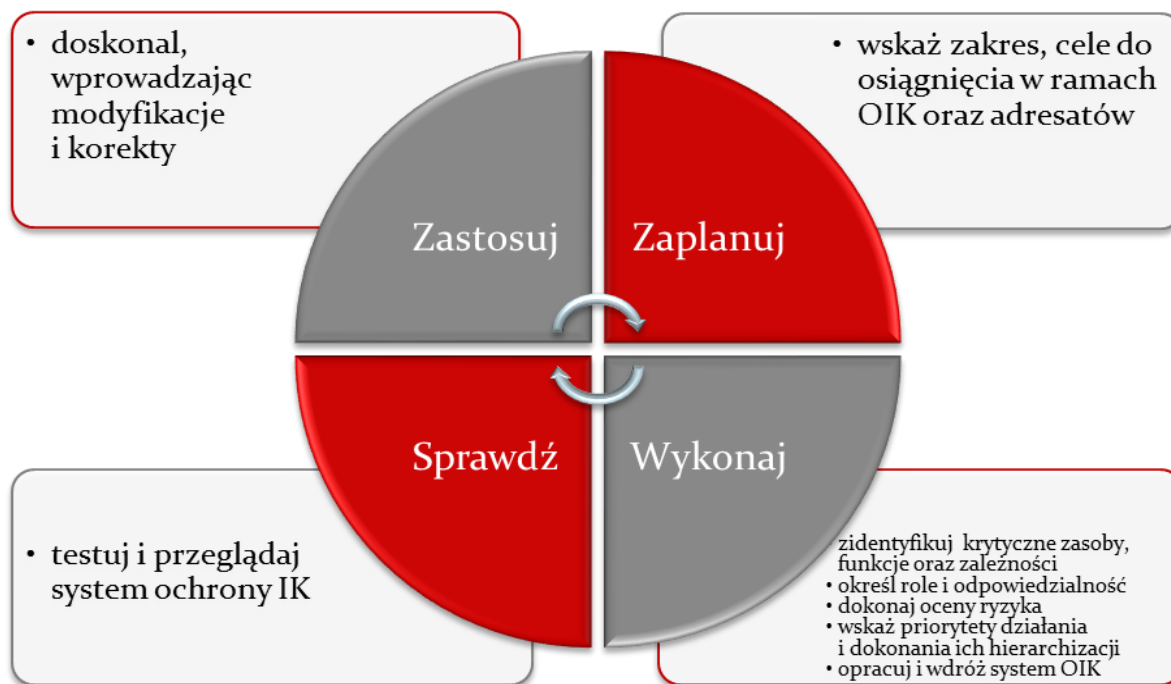 • doskonal,
wprowadzając
modyfikacje
i korekty
• wskaż zakres, cele do
osiągnięcia w ramach
OIK oraz adresatów
Zastosuj
Zaplanuj
Sprawdź
Wykonaj
• testuj i przeglądaj
system ochrony IK
• zidentyfikuj krytyczne zasoby,
funkcje oraz zależności
• określ role i odpowiedzialność
• dokonaj oceny ryzyka
• wskaż priorytety działania
i dokonania ich hierarchizacji
• opracuj i wdróż system OIK